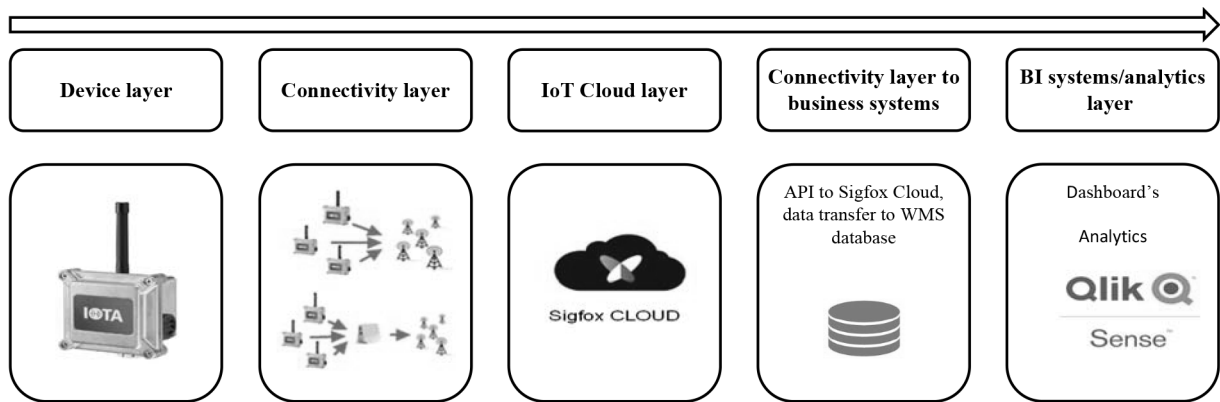 Device layer
Connectivity layer
IoT Cloud layer
Connectivity layer to
business systems
BI systems/analytics
layer
IOTA
Sigfox CLOUD
API to Sigfox Cloud,
data transfer to WMS
database
Dashboard's
Analytics
Qlik
Sense™